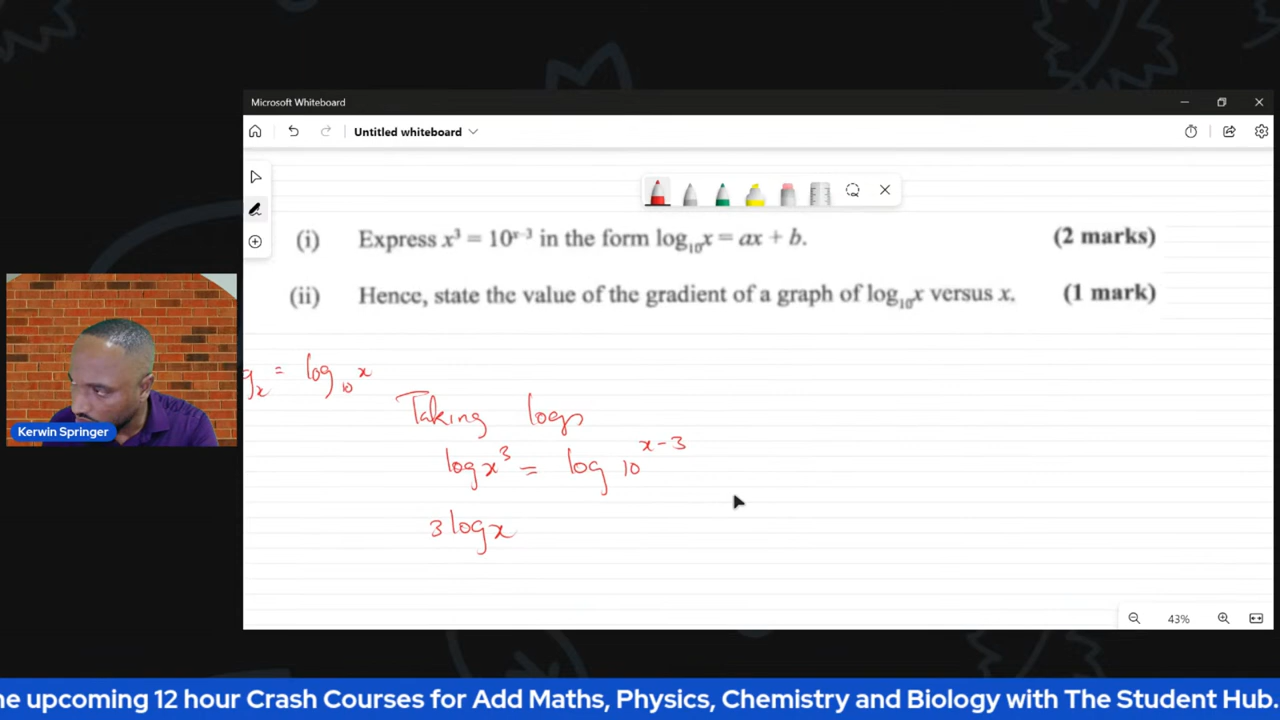 Microsoft Whiteboard
Untitled whiteboard
(i) Express x³ = 10ˣ⁻³ in the form log₁₀x = ax + b. (2 marks)
(ii) Hence, state the value of the gradient of a graph of log₁₀x versus x. (1 mark)
gₓ = log₁₀x
Taking logs
log x³ = log 10ˣ⁻³
3 log x
Kerwin Springer
43%
he upcoming 12 hour Crash Courses for Add Maths, Physics, Chemistry and Biology with The Student Hub.